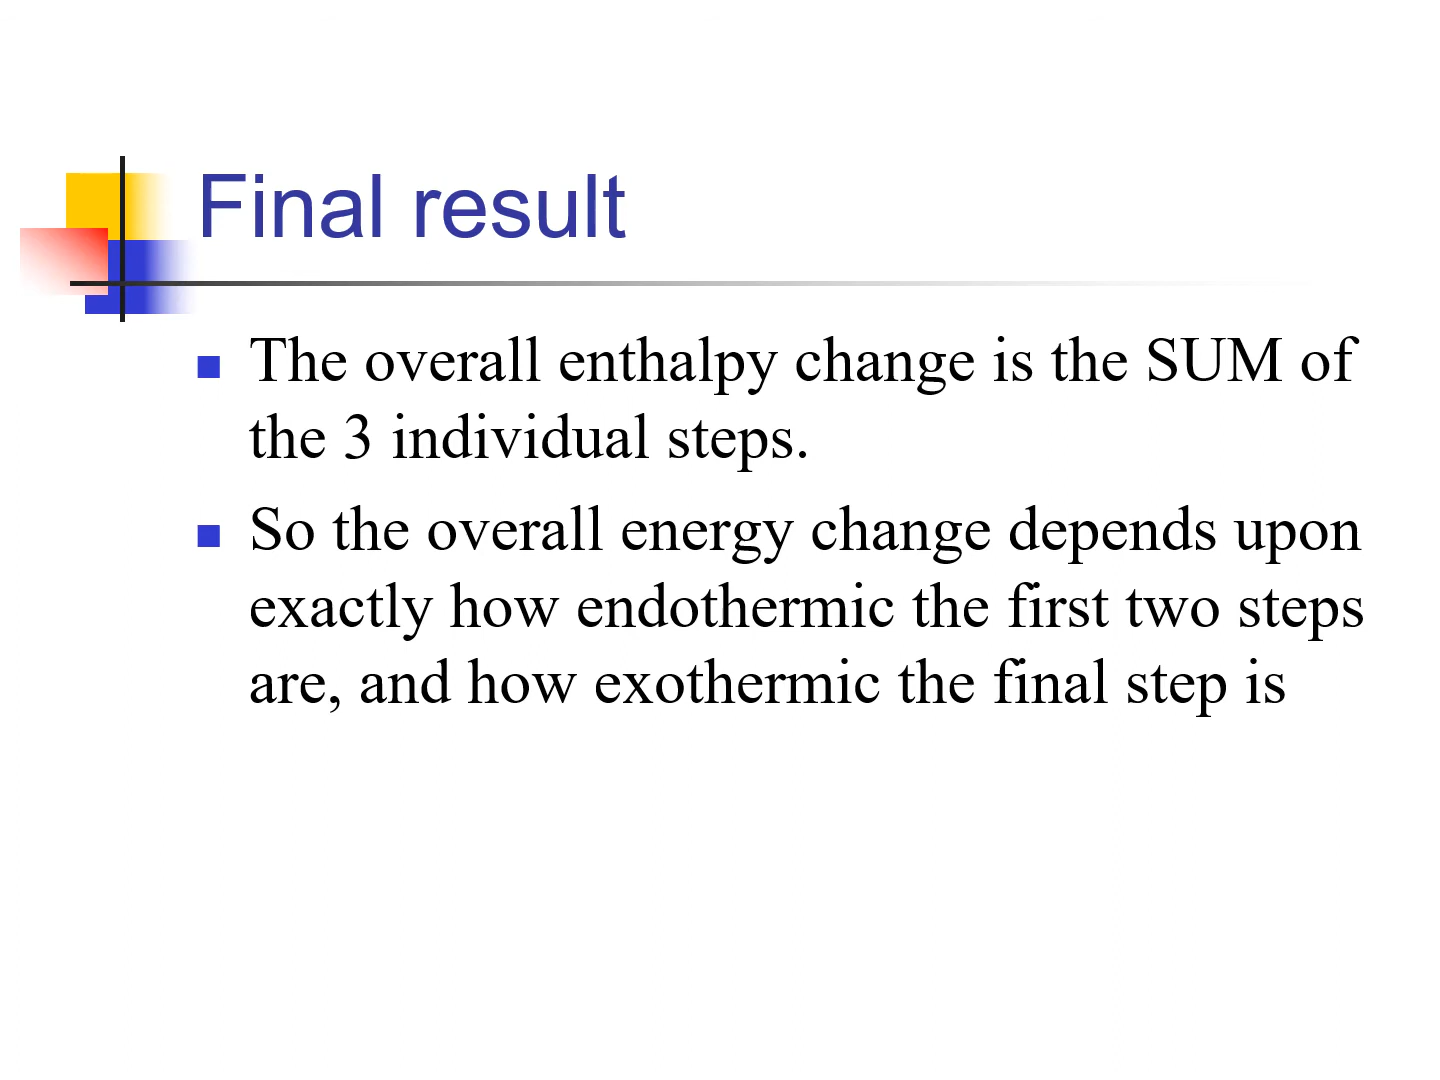 Final result
The overall enthalpy change is the SUM of
the 3 individual steps.
So the overall energy change depends upon
exactly how endothermic the first two steps
are, and how exothermic the final step is